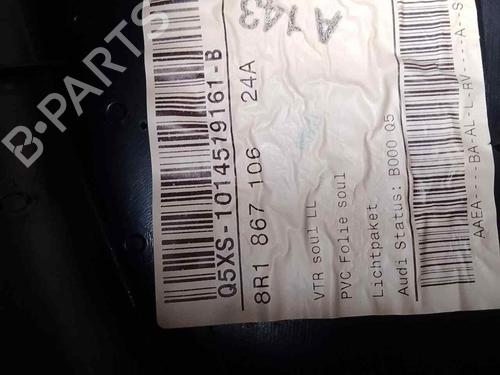 B-PARTS
A 143
Q5XS-1014519161-B
8R1 867 106 24A
VTR soul LL
PVC Folie soul
Lichtpaket
Audi Status: B000 Q5
AAEA----BA-AL-L-RV----A--S